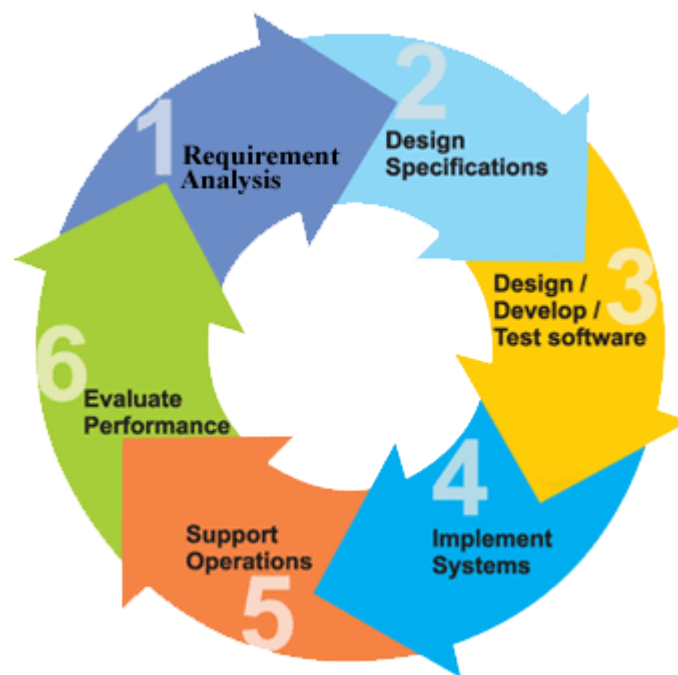 1
Requirement
Analysis
2
Design
Specifications
3
Design /
Develop /
Test software
4
Implement
Systems
5
Support
Operations
6
Evaluate
Performance